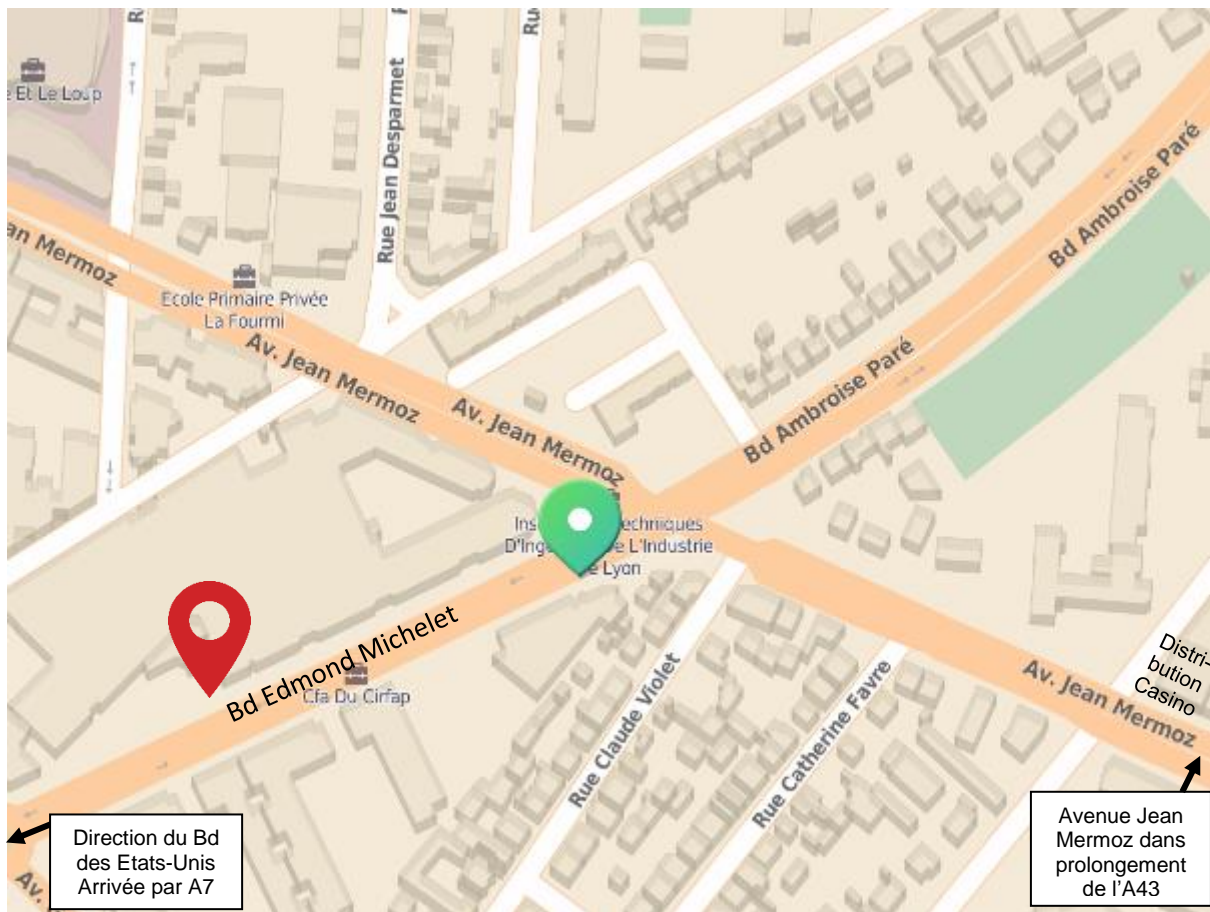 Et Le Loup
Rue Jean Desparmet
Jean Mermoz
Ecole Primaire Privée
La Fourmi
Av. Jean Mermoz
Av. Jean Mermoz
Bd Ambroise Paré
Bd Ambroise Paré
D'Inge
De L'Industrie
Lyon
Bd Edmond Michelet
Cfa Du Cirfap
Rue Claude Violet
Rue Catherine Favre
Av. Jean Mermoz
Distri-
bution
Casino
Direction du Bd
des Etats-Unis
Arrivée par A7
Av.
Avenue Jean
Mermoz dans
prolongement
de l'A43